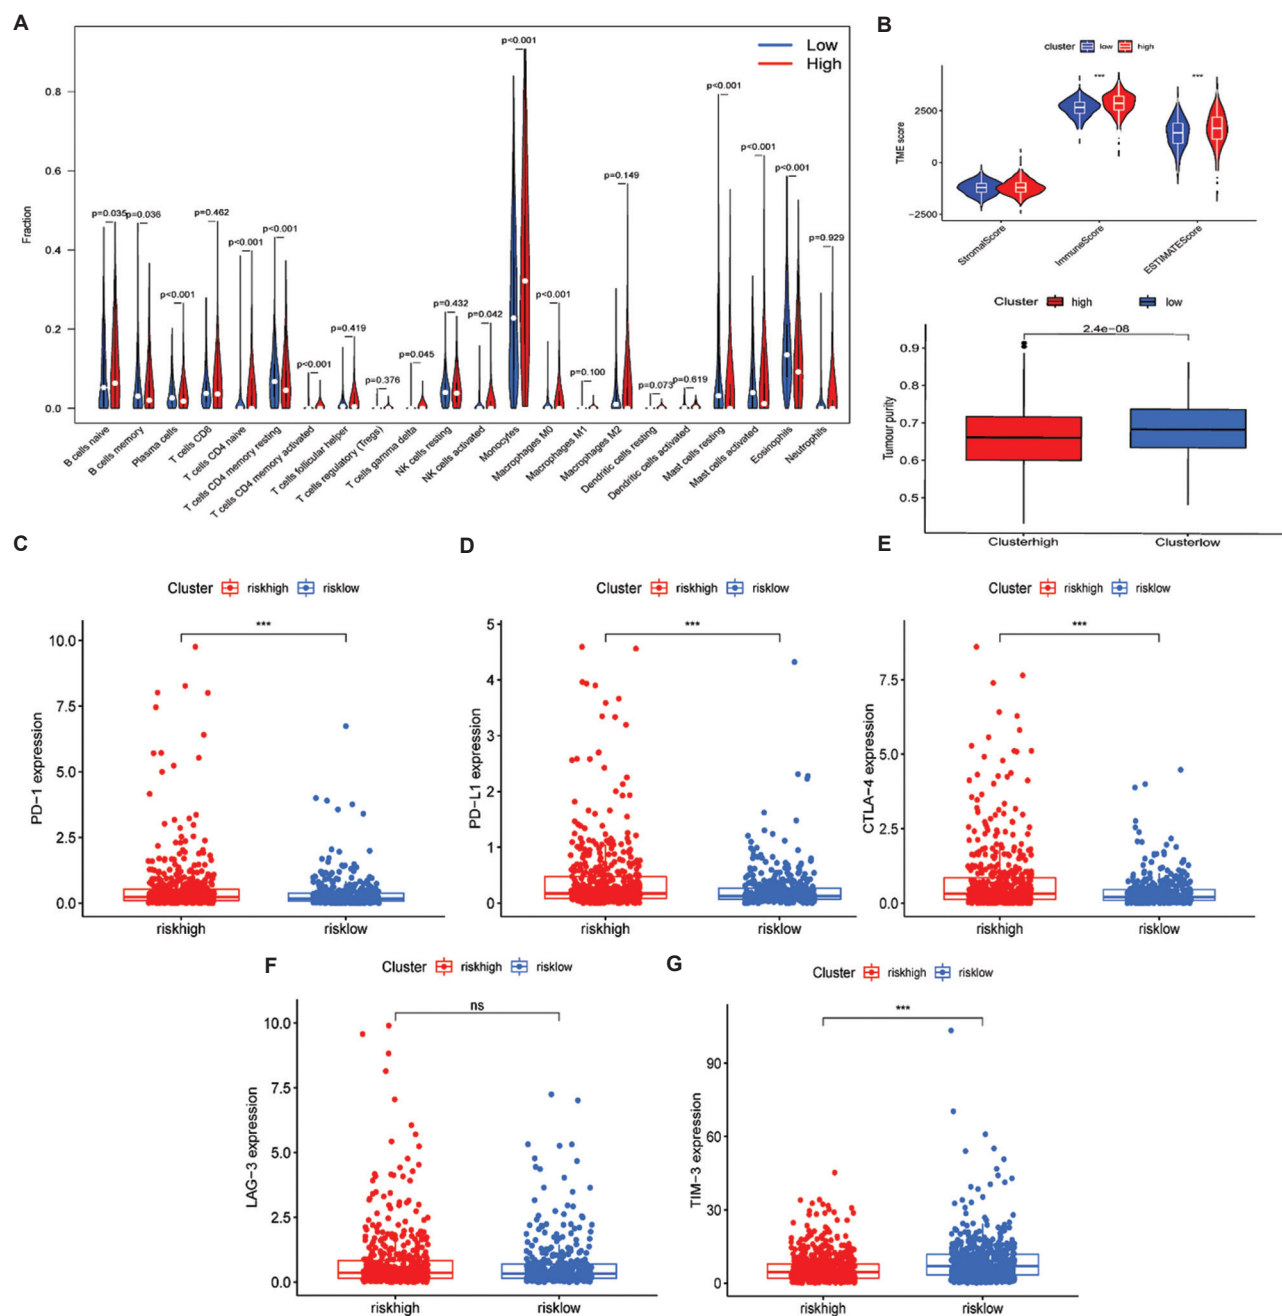 A
Low
High
Fraction
0.8
0.6
0.4
0.2
0.0
p=0.035
p=0.036
p<0.001
p=0.462
p<0.001
p<0.001
p<0.001
p=0.419
p=0.376
p=0.045
p=0.432
p=0.042
p<0.001
p<0.001
p=0.100
p=0.149
p=0.073
p=0.619
p<0.001
p<0.001
p<0.001
p=0.929
B cells naive
B cells memory
Plasma cells
T cells CD8
T cells CD4 naive
T cells CD4 memory resting
T cells CD4 memory activated
T cells follicular helper
T cells regulatory (Tregs)
T cells gamma delta
NK cells resting
NK cells activated
Monocytes
Macrophages M0
Macrophages M1
Macrophages M2
Dendritic cells resting
Dendritic cells activated
Mast cells resting
Mast cells activated
Eosinophils
Neutrophils
B
cluster low high
*** ***
TME score
2500
0
−2500
StromalScore
ImmuneScore
ESTIMATEScore
Cluster high low
2.4e−08
Tumour purity
0.9
0.8
0.7
0.6
0.5
Clusterhigh Clusterlow
C
Cluster riskhigh risklow
***
PD−1 expression
10.0
7.5
5.0
2.5
0.0
riskhigh risklow
D
Cluster riskhigh risklow
***
PD−L1 expression
5
4
3
2
1
0
riskhigh risklow
E
Cluster riskhigh risklow
***
CTLA−4 expression
7.5
5.0
2.5
0.0
riskhigh risklow
F
Cluster riskhigh risklow
ns
LAG−3 expression
10.0
7.5
5.0
2.5
0.0
riskhigh risklow
G
Cluster riskhigh risklow
***
TIM−3 expression
90
60
30
0
riskhigh risklow